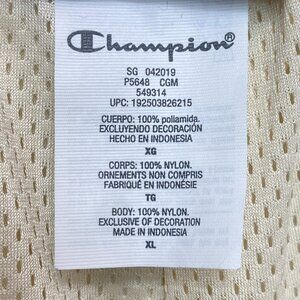 Champion®
SG 042019
P5648 CGM
549314
UPC: 192503826215
CUERPO: 100% poliamida.
EXCLUYENDO DECORACIÓN
HECHO EN INDONESIA
XG
CORPS: 100% NYLON.
ORNEMENTS NON COMPRIS
FABRIQUÉ EN INDONÉSIE
TG
BODY: 100% NYLON.
EXCLUSIVE OF DECORATION
MADE IN INDONESIA
XL